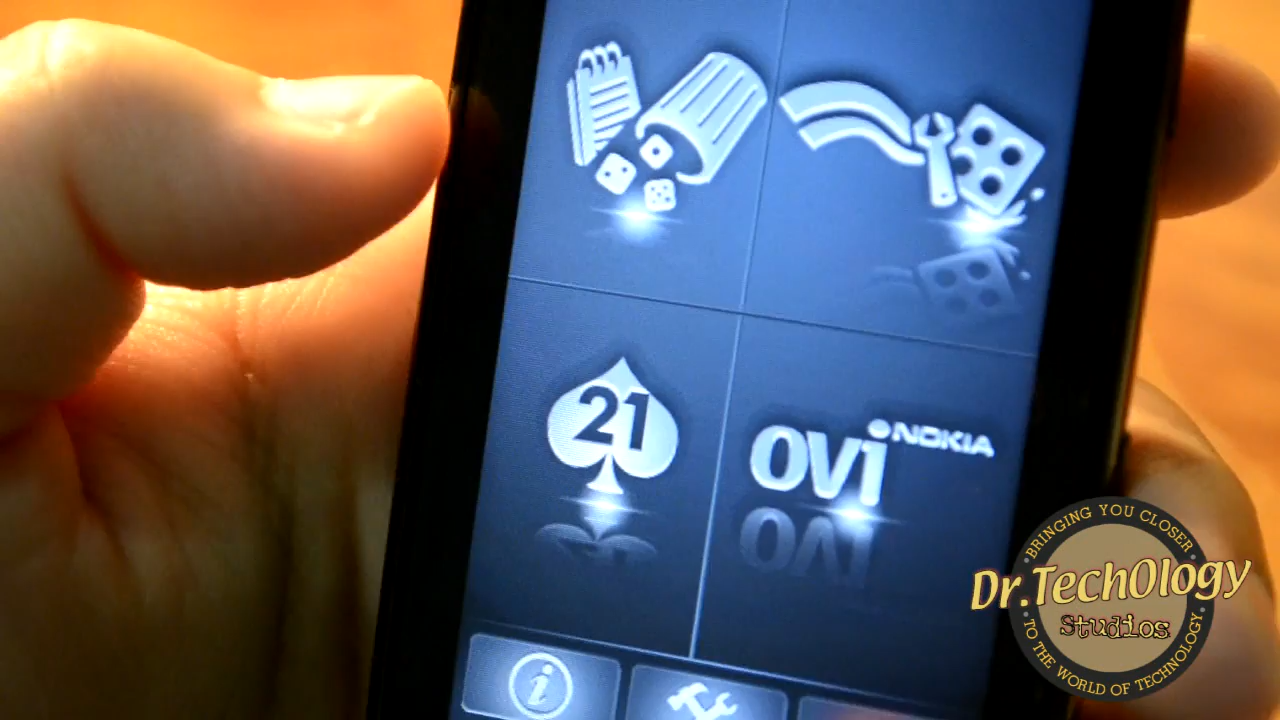 21
ovi NOKIA
i
BRINGING YOU CLOSER
Dr.TechOlogy
Studios
TO THE WORLD OF TECHNOLOGY